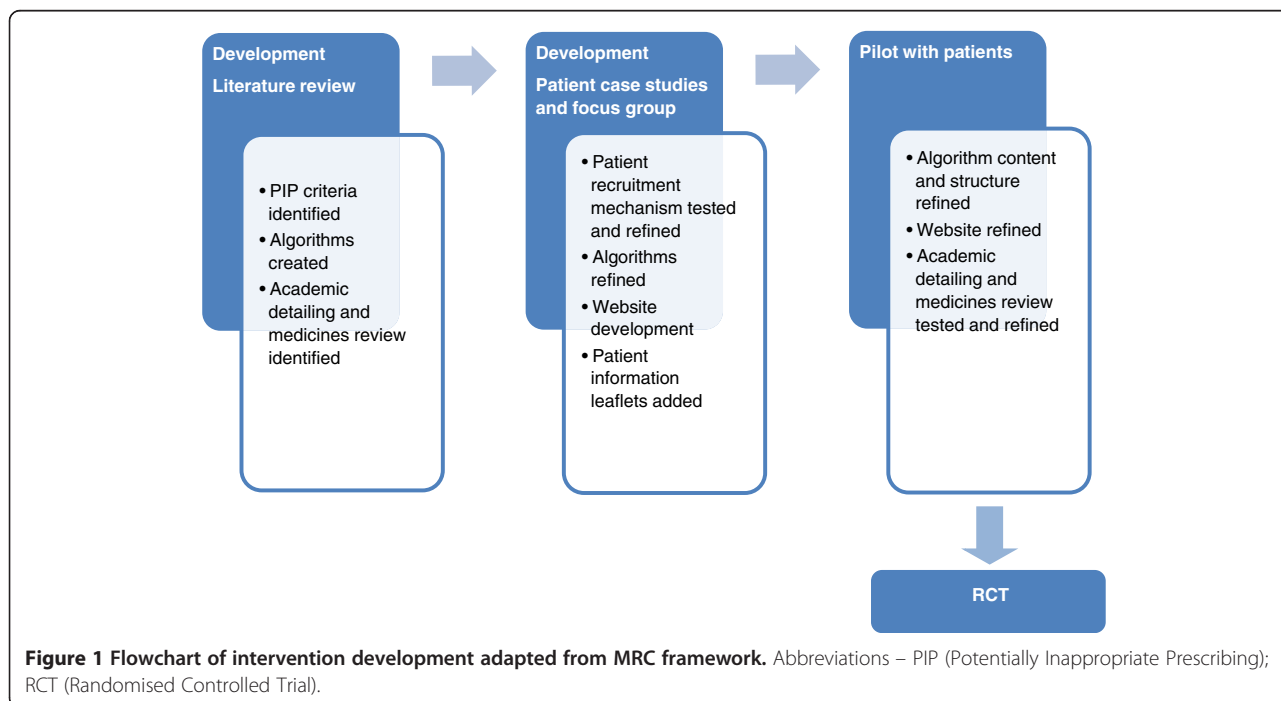 Development
Literature review
• PIP criteria
identified
• Algorithms
created
• Academic
detailing and
medicines review
identified
Development
Patient case studies
and focus group
• Patient
recruitment
mechanism tested
and refined
• Algorithms
refined
• Website
development
• Patient
information
leaflets added
Pilot with patients
• Algorithm content
and structure
refined
• Website refined
• Academic
detailing and
medicines review
tested and refined
RCT
Figure 1 Flowchart of intervention development adapted from MRC framework. Abbreviations – PIP (Potentially Inappropriate Prescribing);
RCT (Randomised Controlled Trial).